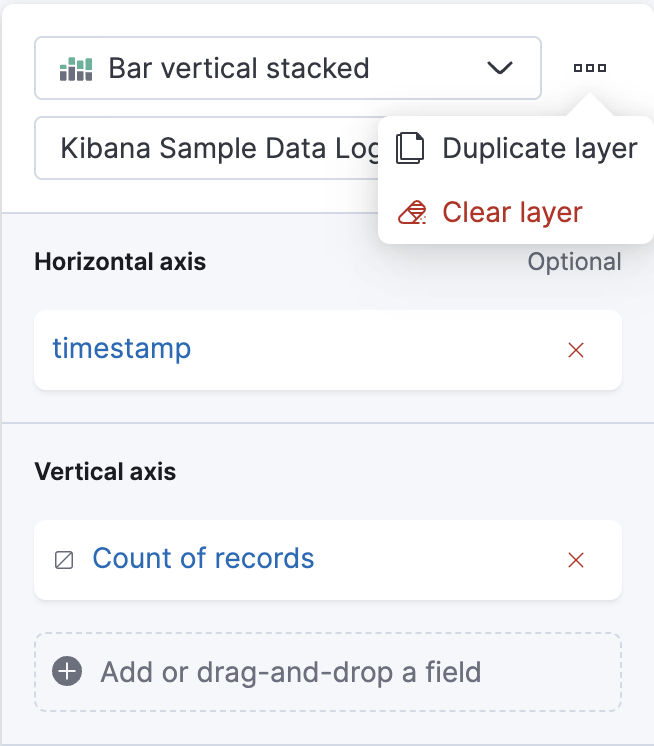 Bar vertical stacked
Kibana Sample Data Log
Duplicate layer
Clear layer
Horizontal axis
Optional
timestamp
Vertical axis
Count of records
Add or drag-and-drop a field